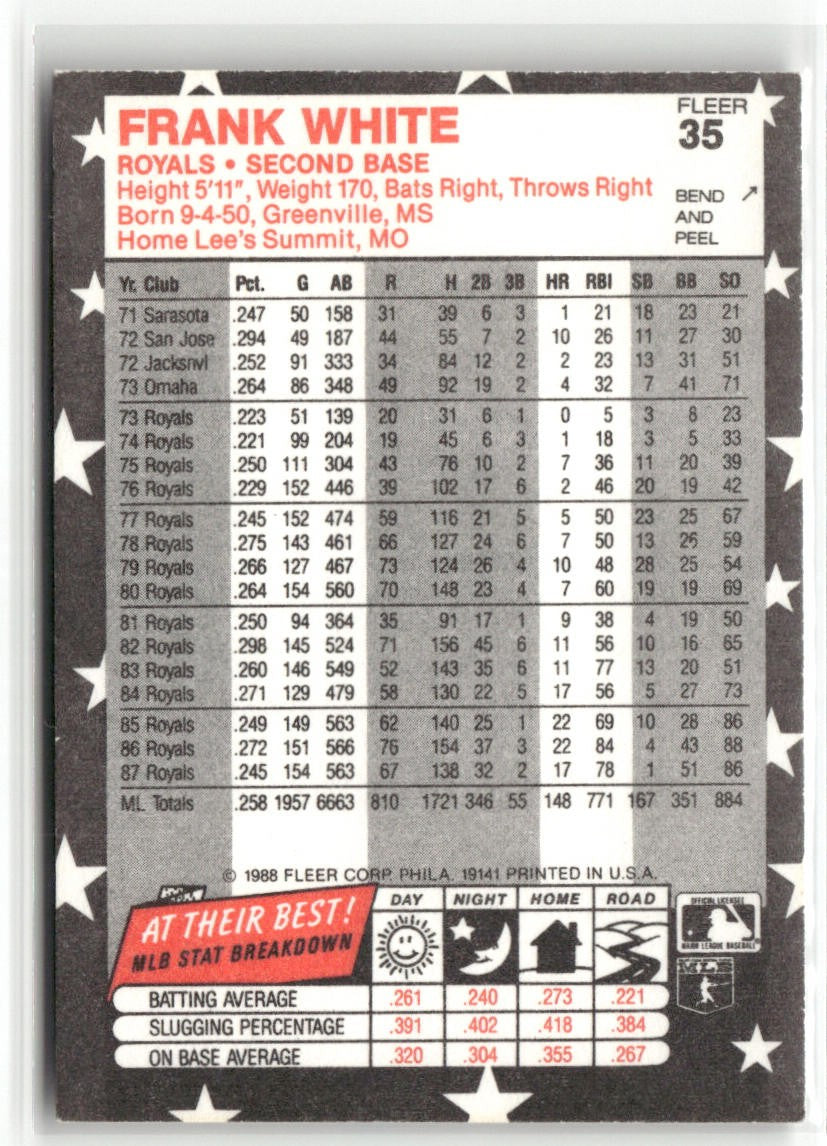 FRANK WHITE
ROYALS • SECOND BASE
Height 5'11", Weight 170, Bats Right, Throws Right
Born 9-4-50, Greenville, MS
Home Lee's Summit, MO
FLEER
35
BEND ↗
AND
PEEL
Yr. Club Pct. G AB R H 2B 3B HR RBI SB BB SO
71 Sarasota .247 50 158 31 39 6 3 1 21 18 23 21
72 San Jose .294 49 187 44 55 7 2 10 26 11 27 30
72 Jacksnvl .252 91 333 34 84 12 2 2 23 13 31 51
73 Omaha .264 86 348 49 92 19 2 4 32 7 41 71
73 Royals .223 51 139 20 31 6 1 0 5 3 8 23
74 Royals .221 99 204 19 45 6 3 1 18 3 5 33
75 Royals .250 111 304 43 76 10 2 7 36 11 20 39
76 Royals .229 152 446 39 102 17 6 2 46 20 19 42
77 Royals .245 152 474 59 116 21 5 5 50 23 25 67
78 Royals .275 143 461 66 127 24 6 7 50 13 26 59
79 Royals .266 127 467 73 124 26 4 10 48 28 25 54
80 Royals .264 154 560 70 148 23 4 7 60 19 19 69
81 Royals .250 94 364 35 91 17 1 9 38 4 19 50
82 Royals .298 145 524 71 156 45 6 11 56 10 16 65
83 Royals .260 146 549 52 143 35 6 11 77 13 20 51
84 Royals .271 129 479 58 130 22 5 17 56 5 27 73
85 Royals .249 149 563 62 140 25 1 22 69 10 28 86
86 Royals .272 151 566 76 154 37 3 22 84 4 43 88
87 Royals .245 154 563 67 138 32 2 17 78 1 51 86
ML Totals .258 1957 6663 810 1721 346 55 148 771 167 351 884
© 1988 FLEER CORP. PHILA. 19141 PRINTED IN U.S.A.
AT THEIR BEST!
MLB STAT BREAKDOWN
DAY NIGHT HOME ROAD
BATTING AVERAGE .261 .240 .273 .221
SLUGGING PERCENTAGE .391 .402 .418 .384
ON BASE AVERAGE .320 .304 .355 .267
OFFICIAL LICENSEE
MAJOR LEAGUE BASEBALL